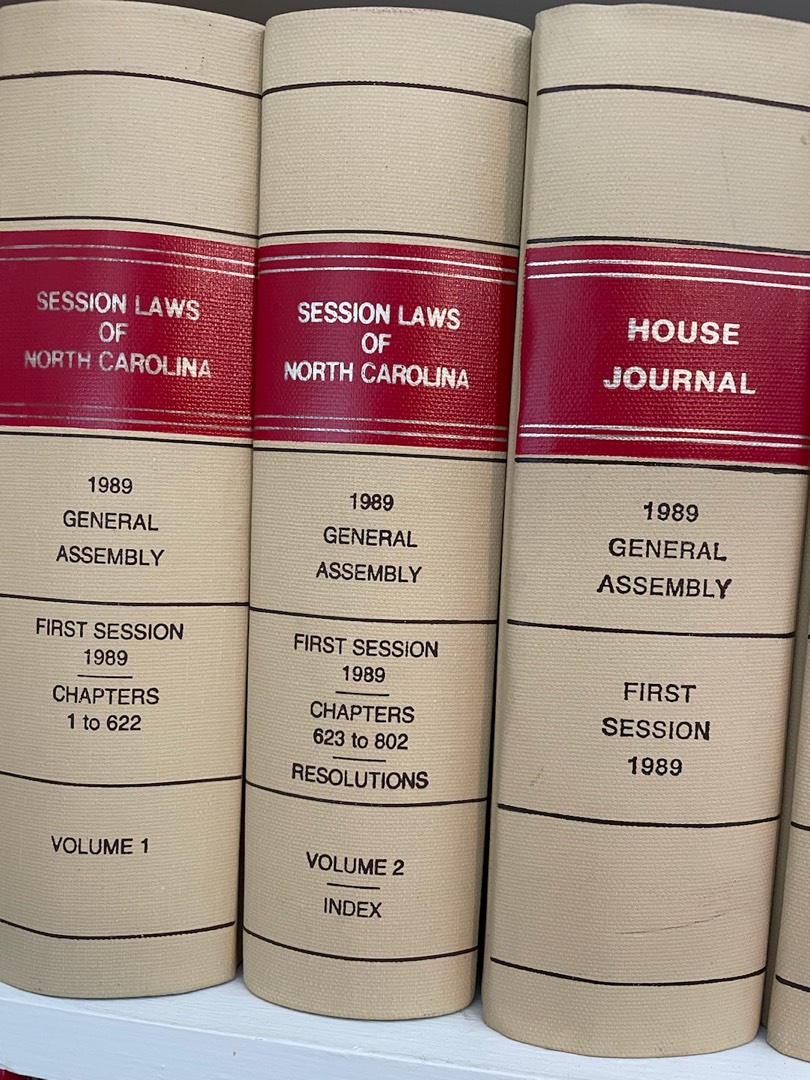 SESSION LAWS
OF
NORTH CAROLINA
1989
GENERAL
ASSEMBLY
FIRST SESSION
1989
CHAPTERS
1 to 622
VOLUME 1
SESSION LAWS
OF
NORTH CAROLINA
1989
GENERAL
ASSEMBLY
FIRST SESSION
1989
CHAPTERS
623 to 802
RESOLUTIONS
VOLUME 2
INDEX
HOUSE
JOURNAL
1989
GENERAL
ASSEMBLY
FIRST
SESSION
1989